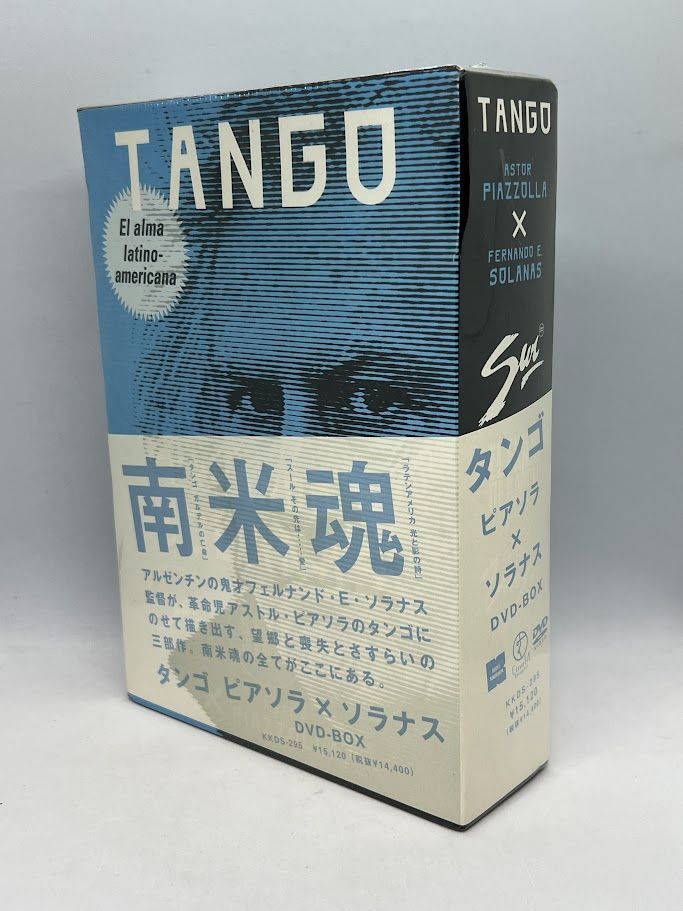 TANGO
El alma
latino-
americana
南米魂
「タンゴ ガルデルの亡命」
「スール その先は・・・愛」
「ラテンアメリカ 光と影の詩」
アルゼンチンの鬼才フェルナンド・E・ソラナス
監督が、革命児アストル・ピアソラのタンゴに
のせて描き出す、望郷と喪失とさすらいの
三部作。南米魂の全てがここにある。
タンゴ ピアソラ×ソラナス
DVD-BOX
KKDS-295 ¥15,120(税抜¥14,400)
TANGO
ASTOR
PIAZZOLLA
×
FERNANDO E.
SOLANAS
Sur
タンゴ
ピアソラ
×
ソラナス
DVD-BOX
DVD
KKDS-295
¥15,120
(税抜¥14,400)